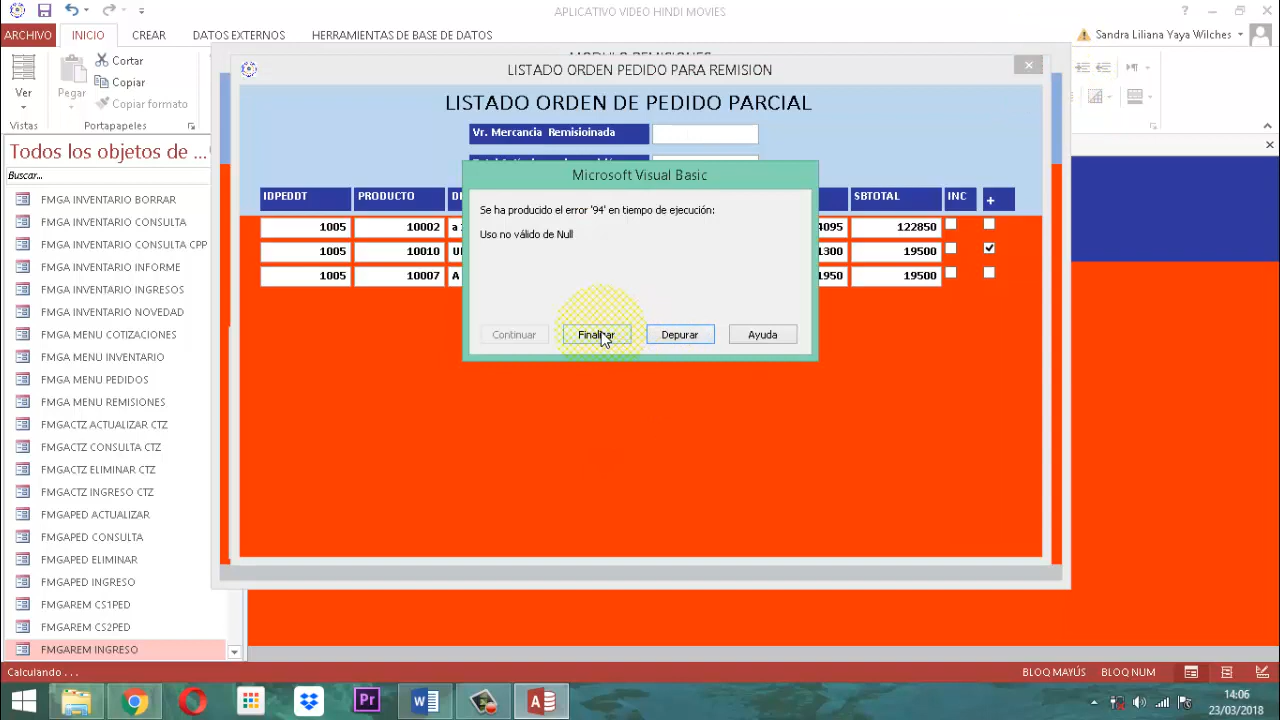 APLICATIVO VIDEO HINDI MOVIES
ARCHIVO INICIO CREAR DATOS EXTERNOS HERRAMIENTAS DE BASE DE DATOS
Sandra Liliana Yaya Wilches
Ver
Pegar
Cortar
Copiar
Copiar formato
Vistas
Portapapeles
Todos los objetos de ...
Buscar...
FMGA INVENTARIO BORRAR
FMGA INVENTARIO CONSULTA
FMGA INVENTARIO CONSULTA CPP
FMGA INVENTARIO INFORME
FMGA INVENTARIO INGRESOS
FMGA INVENTARIO NOVEDAD
FMGA MENU COTIZACIONES
FMGA MENU INVENTARIO
FMGA MENU PEDIDOS
FMGA MENU REMISIONES
FMGACTZ ACTUALIZAR CTZ
FMGACTZ CONSULTA CTZ
FMGACTZ ELIMINAR CTZ
FMGACTZ INGRESO CTZ
FMGAPED ACTUALIZAR
FMGAPED CONSULTA
FMGAPED ELIMINAR
FMGAPED INGRESO
FMGAREM CS1PED
FMGAREM CS2PED
FMGAREM INGRESO
LISTADO ORDEN PEDIDO PARA REMISION
LISTADO ORDEN DE PEDIDO PARCIAL
Vr. Mercancia Remisioinada
IDPEDDT PRODUCTO SBTOTAL INC +
1005 10002 a 4095 122850
1005 10010 1300 19500
1005 10007 A 1950 19500
Microsoft Visual Basic
Se ha producido el error '94' en tiempo de ejecución:
Uso no válido de Null
Continuar Finalizar Depurar Ayuda
Calculando . . .
BLOQ MAYÚS BLOQ NUM
14:06
23/03/2018